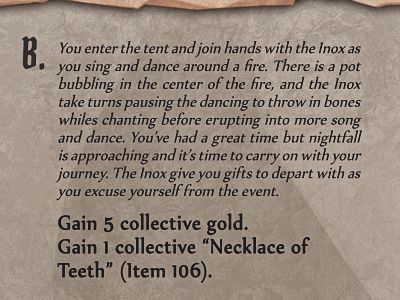 B. You enter the tent and join hands with the Inox as
you sing and dance around a fire. There is a pot
bubbling in the center of the fire, and the Inox
take turns pausing the dancing to throw in bones
whiles chanting before erupting into more song
and dance. You’ve had a great time but nightfall
is approaching and it’s time to carry on with your
journey. The Inox give you gifts to depart with as
you excuse yourself from the event.
Gain 5 collective gold.
Gain 1 collective “Necklace of
Teeth” (Item 106).